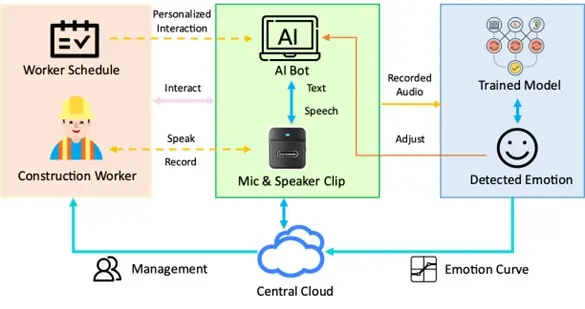 Personalized
Interaction
AI
Worker Schedule
AI Bot
Trained Model
Recorded
Audio
Interact
Text
Speech
Speak
Record
Adjust
Construction Worker
Mic & Speaker Clip
Detected Emotion
Management
Emotion Curve
Central Cloud